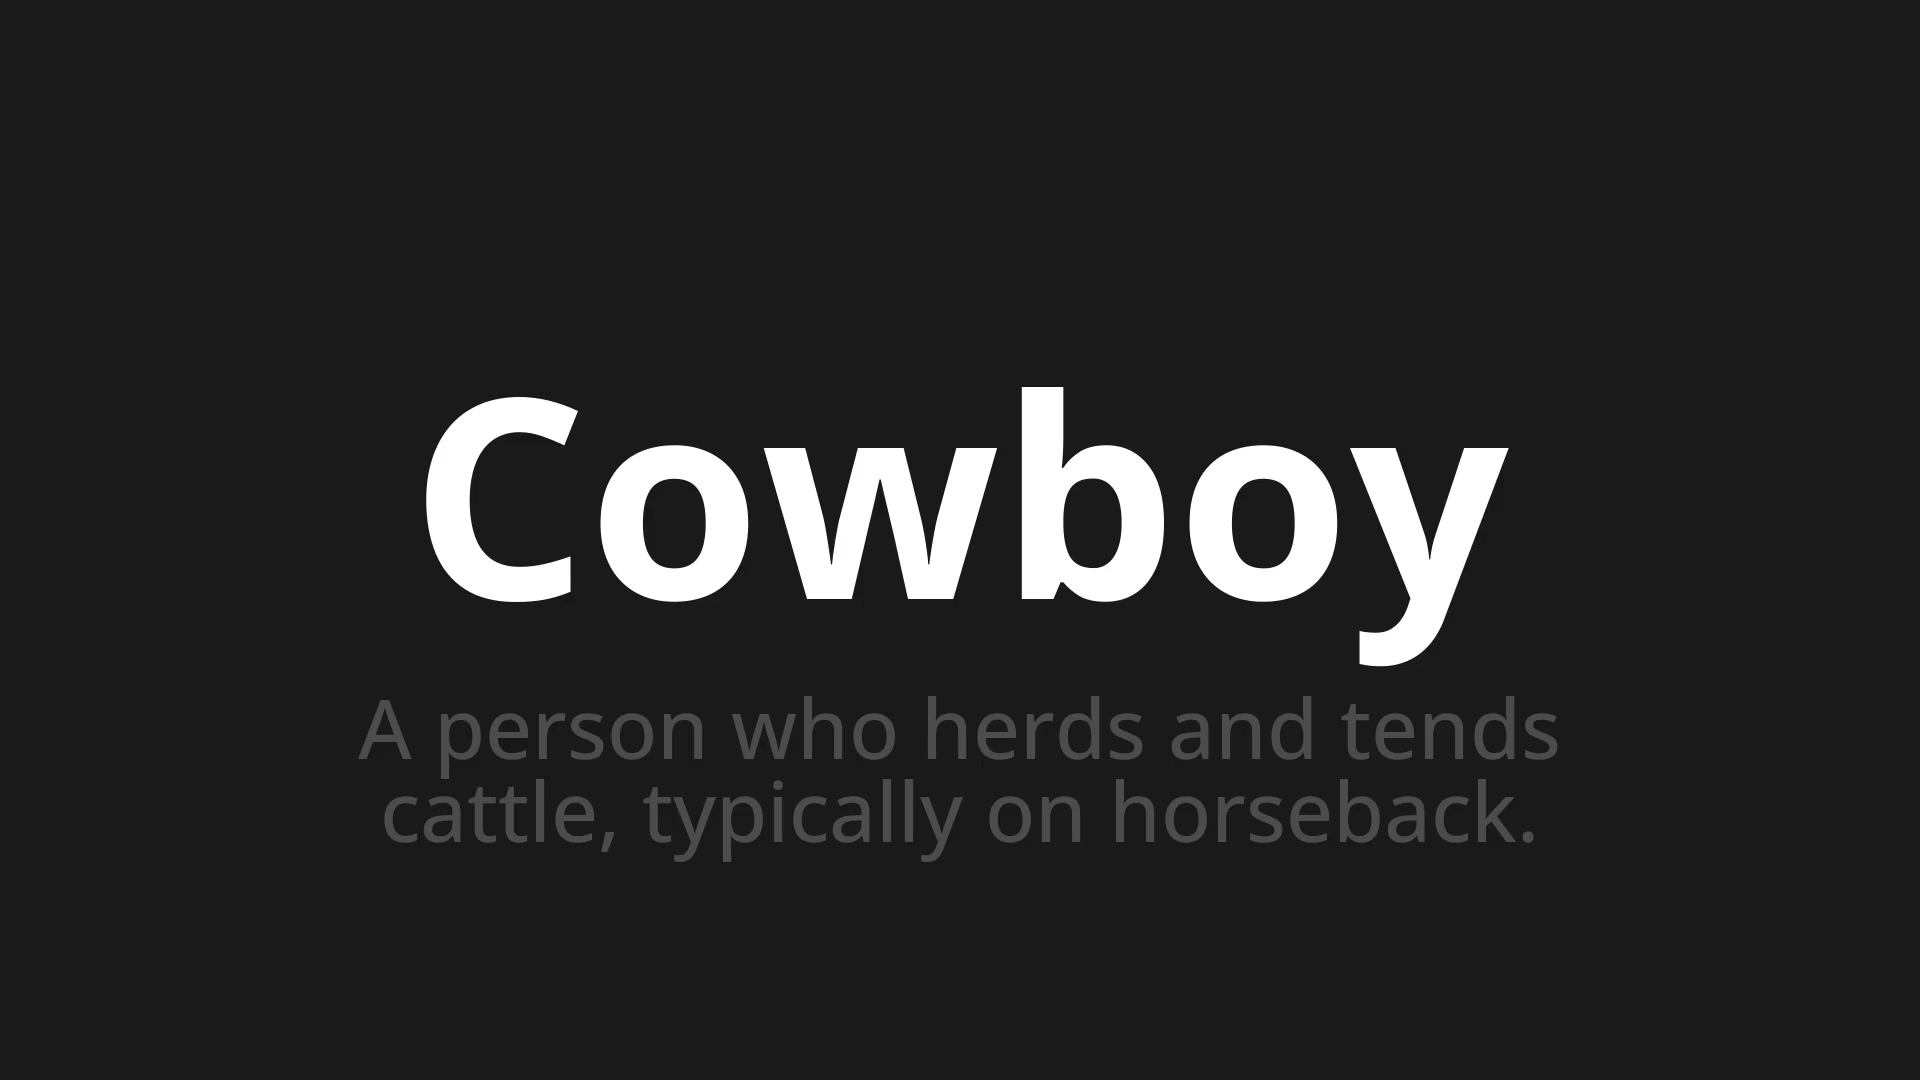 Cowboy
A person who herds and tends
cattle, typically on horseback.